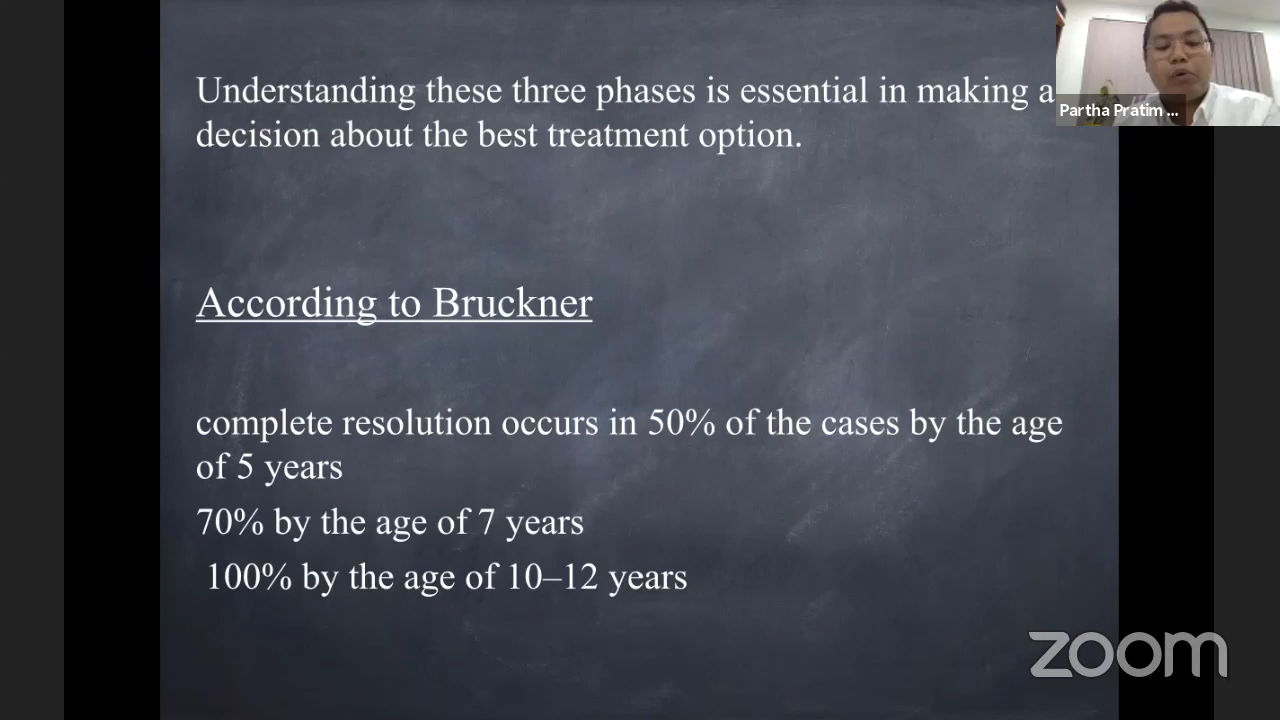 Understanding these three phases is essential in making a
decision about the best treatment option.
Partha Pratim ...
According to Bruckner
complete resolution occurs in 50% of the cases by the age
of 5 years
70% by the age of 7 years
100% by the age of 10–12 years
zoom